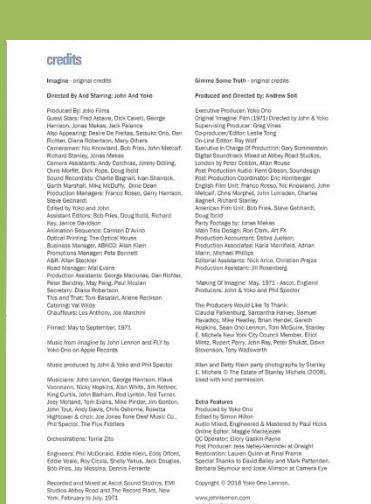 credits
Imagine - original credits
Directed By And Starring: John And Yoko
Produced By: Joko Films
Guest Stars: Fred Astaire, Dick Cavett, George
Harrison, Jonas Mekas, Jack Palance
Also Appearing: Desire De Freitas, Setsuko Ono, Dan
Richter, Diana Robertson, Mary Others
Cameramen: Nic Knowland, Bob Fries, John Metcalf,
Richard Stanley, Jonas Mekas
Camera Assistants: Andy Carchrae, Jimmy Dibling,
Chris Moffitt, Dick Pope, Doug Ibold
Sound Recordists: Charlie Bagnall, Ivan Sharrock,
Garth Marshall, Mike McDuffy, Dixie Dean
Production Managers: Franco Rosso, Gerry Harrison,
Steve Gebhardt
Edited by Yoko and John
Assistant Editors: Bob Fries, Doug Ibold, Richard
Key, Janice Davidson
Animation Sequence: Carmen D'Avino
Optical Printing: The Optical House
Business Manager, ABKCO: Allan Klein
Promotions Manager: Pete Bennett
A&R: Allan Steckler
Road Manager: Mal Evans
Production Assistants: George Maciunas, Dan Richter,
Peter Bendrey, May Pang, Paul Mozian
Secretary: Diana Robertson
This and That: Tom Basalari, Arlene Reckson
Catering: Val Wilde
Chauffeurs: Les Anthony, Joe Marchini
Filmed: May to September, 1971
Music from Imagine by John Lennon and FLY by
Yoko Ono on Apple Records
Music produced by John & Yoko and Phil Spector
Musicians: John Lennon, George Harrison, Klaus
Voormann, Nicky Hopkins, Alan White, Jim Keltner,
King Curtis, John Barham, Rod Lynton, Ted Turner,
Joey Molland, Tom Evans, Mike Pinder, Jim Gordon,
John Tout, Andy Davis, Chris Osborne, Rosetta
Hightower & choir, Joe Jones Tone Deaf Music Co.,
Phil Spector, The Flux Fiddlers
Orchestrations: Torrie Zito
Engineers: Phil McDonald, Eddie Klein, Eddy Offord,
Eddie Veale, Roy Cicala, Shelly Yakus, Jack Douglas,
Bob Fries, Jay Messina, Dennis Ferrante
Recorded and Mixed at Ascot Sound Studios, EMI
Studios Abbey Road and The Record Plant, New
York, February to July, 1971
Gimme Some Truth - original credits
Produced and Directed by: Andrew Solt
Executive Producer: Yoko Ono
Original 'Imagine' Film (1971) Directed by John & Yoko
Supervising Producer: Greg Vines
Co-producer/Editor: Leslie Tong
On-Line Editor: Ray Wolf
Executive in Charge Of Production: Gary Sommerstein
Digital Soundtrack Mixed at Abbey Road Studios,
London by Peter Cobbin, Allan Rouse
Post Production Audio: Kent Gibson, Soundesign
Post Production Coordinator: Eric Hornberger
English Film Unit: Franco Rosso, Nic Knowland, John
Metcalf, Chris Morphet, John Lumsden, Charles
Bagnell, Richard Stanley
American Film Unit: Bob Fries, Steve Gebhardt,
Doug Ibold
Party Footage by: Jonas Mekas
Main Title Design: Ron Clark, Art FX
Production Accountant: Debra Juelson
Production Associates: Karla Merrifield, Adrian
Marin, Michael Phillips
Editorial Assistants: Nick Arico, Christian Prejza
Production Assistant: Jill Rosenberg
'Making Of Imagine' May, 1971 - Ascot, England
Producers: John & Yoko and Phil Spector
The Producers Would Like To Thank:
Claudia Falkenburg, Samantha Harvey, Samuel
Havadtoy, Mike Heatley, Brian Hendel, Gareth
Hopkins, Sean Ono Lennon, Tom McGuire, Stanley
E. Michels New York City Council Member, Elliot
Mintz, Rupert Perry, John Ray, Peter Shukat, Dawn
Stevenson, Tony Wadsworth
Allen and Betty Klein party photographs by Stanley
E. Michels © The Estate of Stanley Michels (2008),
Used with kind permission.
Extra Features
Produced by Yoko Ono
Edited by Simon Hilton
Audio Mixed, Engineered & Mastered by Paul Hicks
Online Editor: Maggie Maciejezek
QC Operator: Ellory Gaskin-Payne
Post Producer: Jess Netley-Verninder at Onsight
Restoration: Lauren Quinn at Final Frame
Special Thanks to David Bailey and Mark Pattenden,
Barbara Seymour and Josie Allinson at Camera Eye
Copyright © 2018 Yoko Ono Lennon.
www.johnlennon.com